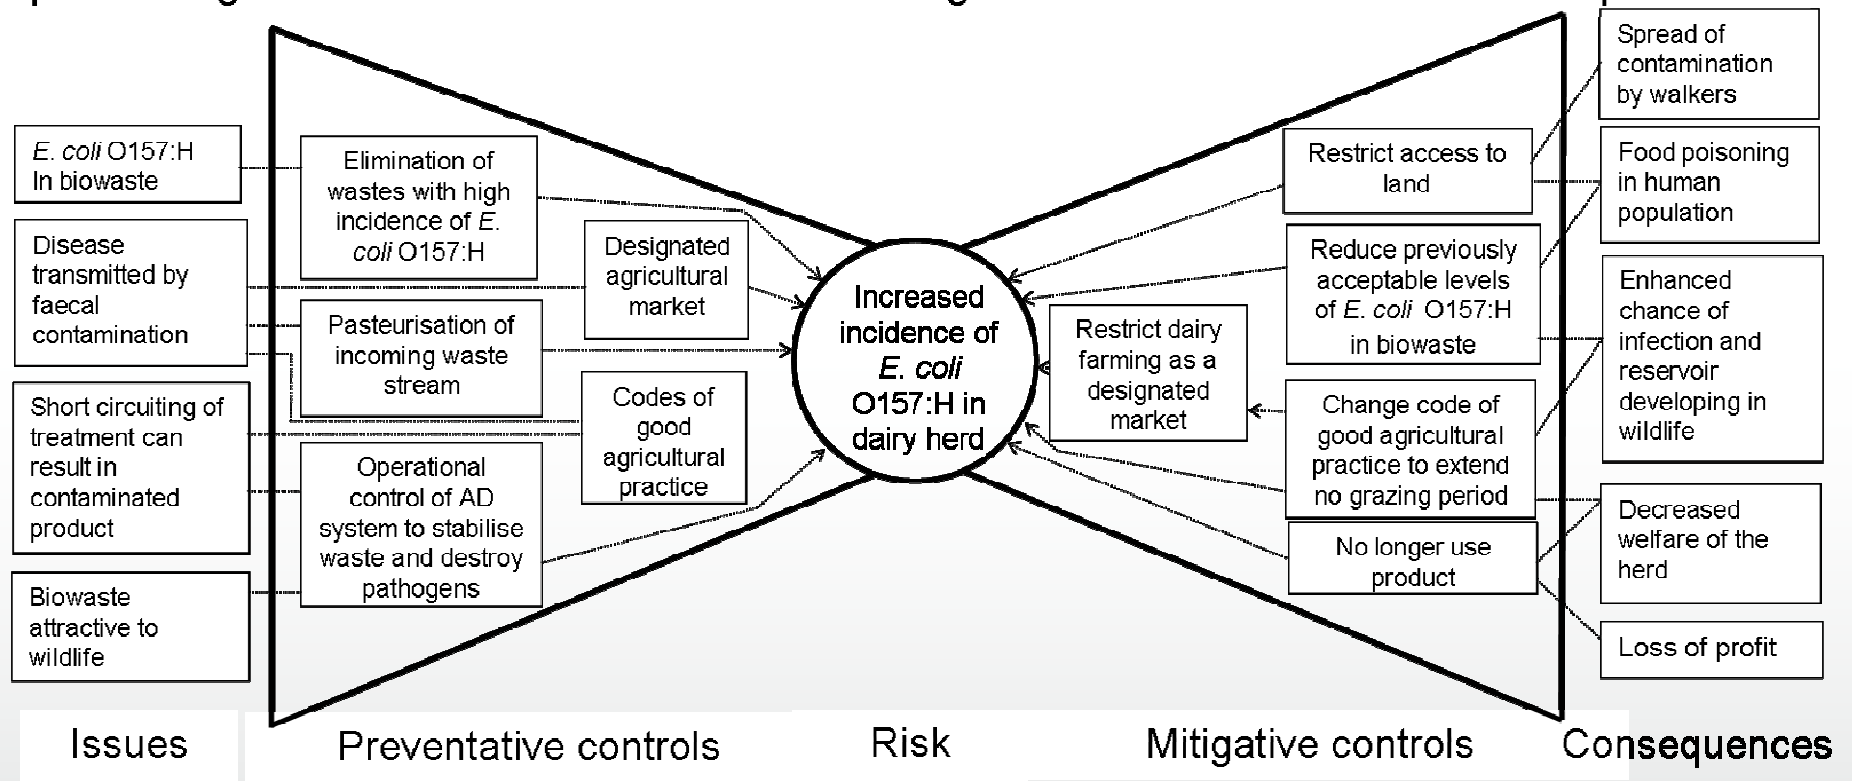 E. coli O157:H
In biowaste
Disease
transmitted by
faecal
contamination
Short circuiting of
treatment can
result in
contaminated
product
Biowaste
attractive to
wildlife
Elimination of
wastes with high
incidence of E.
coli O157:H
Pasteurisation of
incoming waste
stream
Operational
control of AD
system to stabilise
waste and destroy
pathogens
Designated
agricultural
market
Codes of
good
agricultural
practice
Increased
incidence of
E. coli
O157:H in
dairy herd
Restrict dairy
farming as a
designated
market
Restrict access to
land
Reduce previously
acceptable levels
of E. coli O157:H
in biowaste
Change code of
good agricultural
practice to extend
no grazing period
No longer use
product
Spread of
contamination
by walkers
Food poisoning
in human
population
Enhanced
chance of
infection and
reservoir
developing in
wildlife
Decreased
welfare of the
herd
Loss of profit
Issues
Preventative controls
Risk
Mitigative controls
Consequences